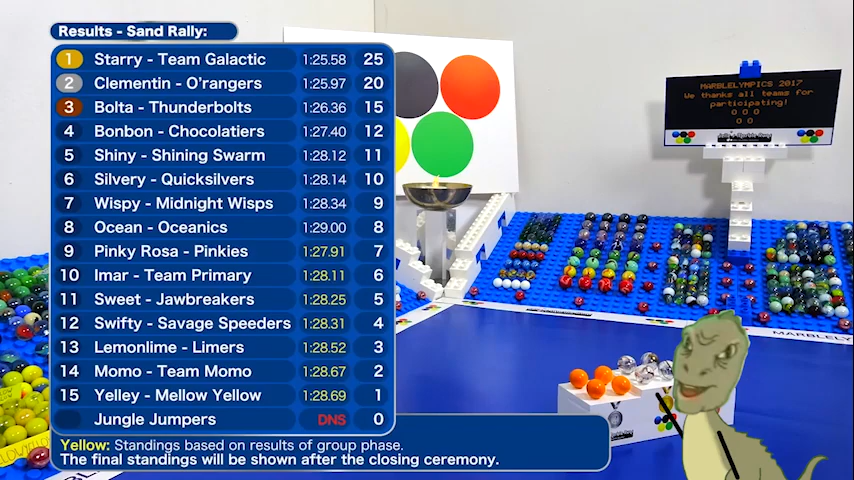 Results - Sand Rally:
1 Starry - Team Galactic 1:25.58 25
2 Clementin - O'rangers 1:25.97 20
3 Bolta - Thunderbolts 1:26.36 15
4 Bonbon - Chocolatiers 1:27.40 12
5 Shiny - Shining Swarm 1:28.12 11
6 Silvery - Quicksilvers 1:28.14 10
7 Wispy - Midnight Wisps 1:28.34 9
8 Ocean - Oceanics 1:29.00 8
9 Pinky Rosa - Pinkies 1:27.91 7
10 Imar - Team Primary 1:28.11 6
11 Sweet - Jawbreakers 1:28.25 5
12 Swifty - Savage Speeders 1:28.31 4
13 Lemonlime - Limers 1:28.52 3
14 Momo - Team Momo 1:28.67 2
15 Yelley - Mellow Yellow 1:28.69 1
Jungle Jumpers DNS 0
Yellow: Standings based on results of group phase.
The final standings will be shown after the closing ceremony.
MARBLELYMPICS 2017
We thanks all teams for
participating!
MARBLELY